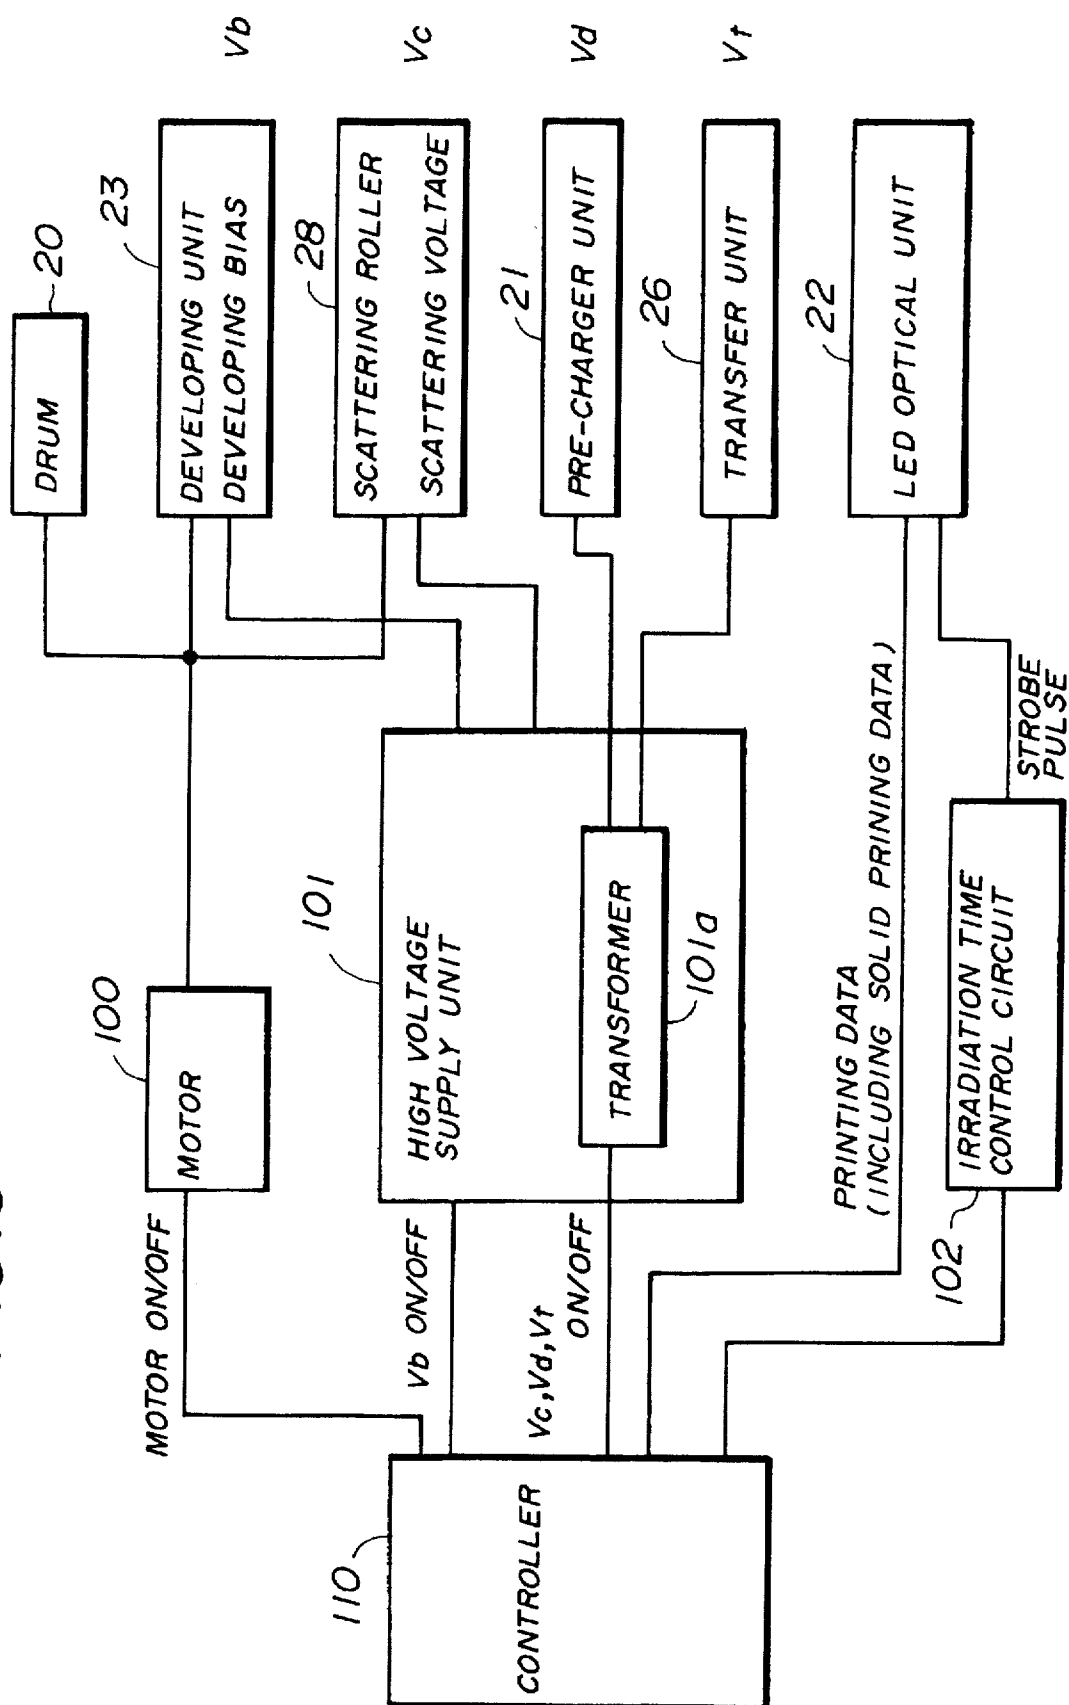 DRUM
20
DEVELOPING UNIT
DEVELOPING BIAS
23
Vb
SCATTERING ROLLER
SCATTERING VOLTAGE
28
Vc
PRE-CHARGER UNIT
21
Vd
TRANSFER UNIT
26
Vt
LED OPTICAL UNIT
22
MOTOR
100
MOTOR ON/OFF
HIGH VOLTAGE
SUPPLY UNIT
101
TRANSFORMER
101a
Vb ON/OFF
Vc,Vd,Vt
ON/OFF
PRINTING DATA
(INCLUDING SOLID PRINING DATA)
STROBE
PULSE
IRRADIATION TIME
CONTROL CIRCUIT
102
CONTROLLER
110